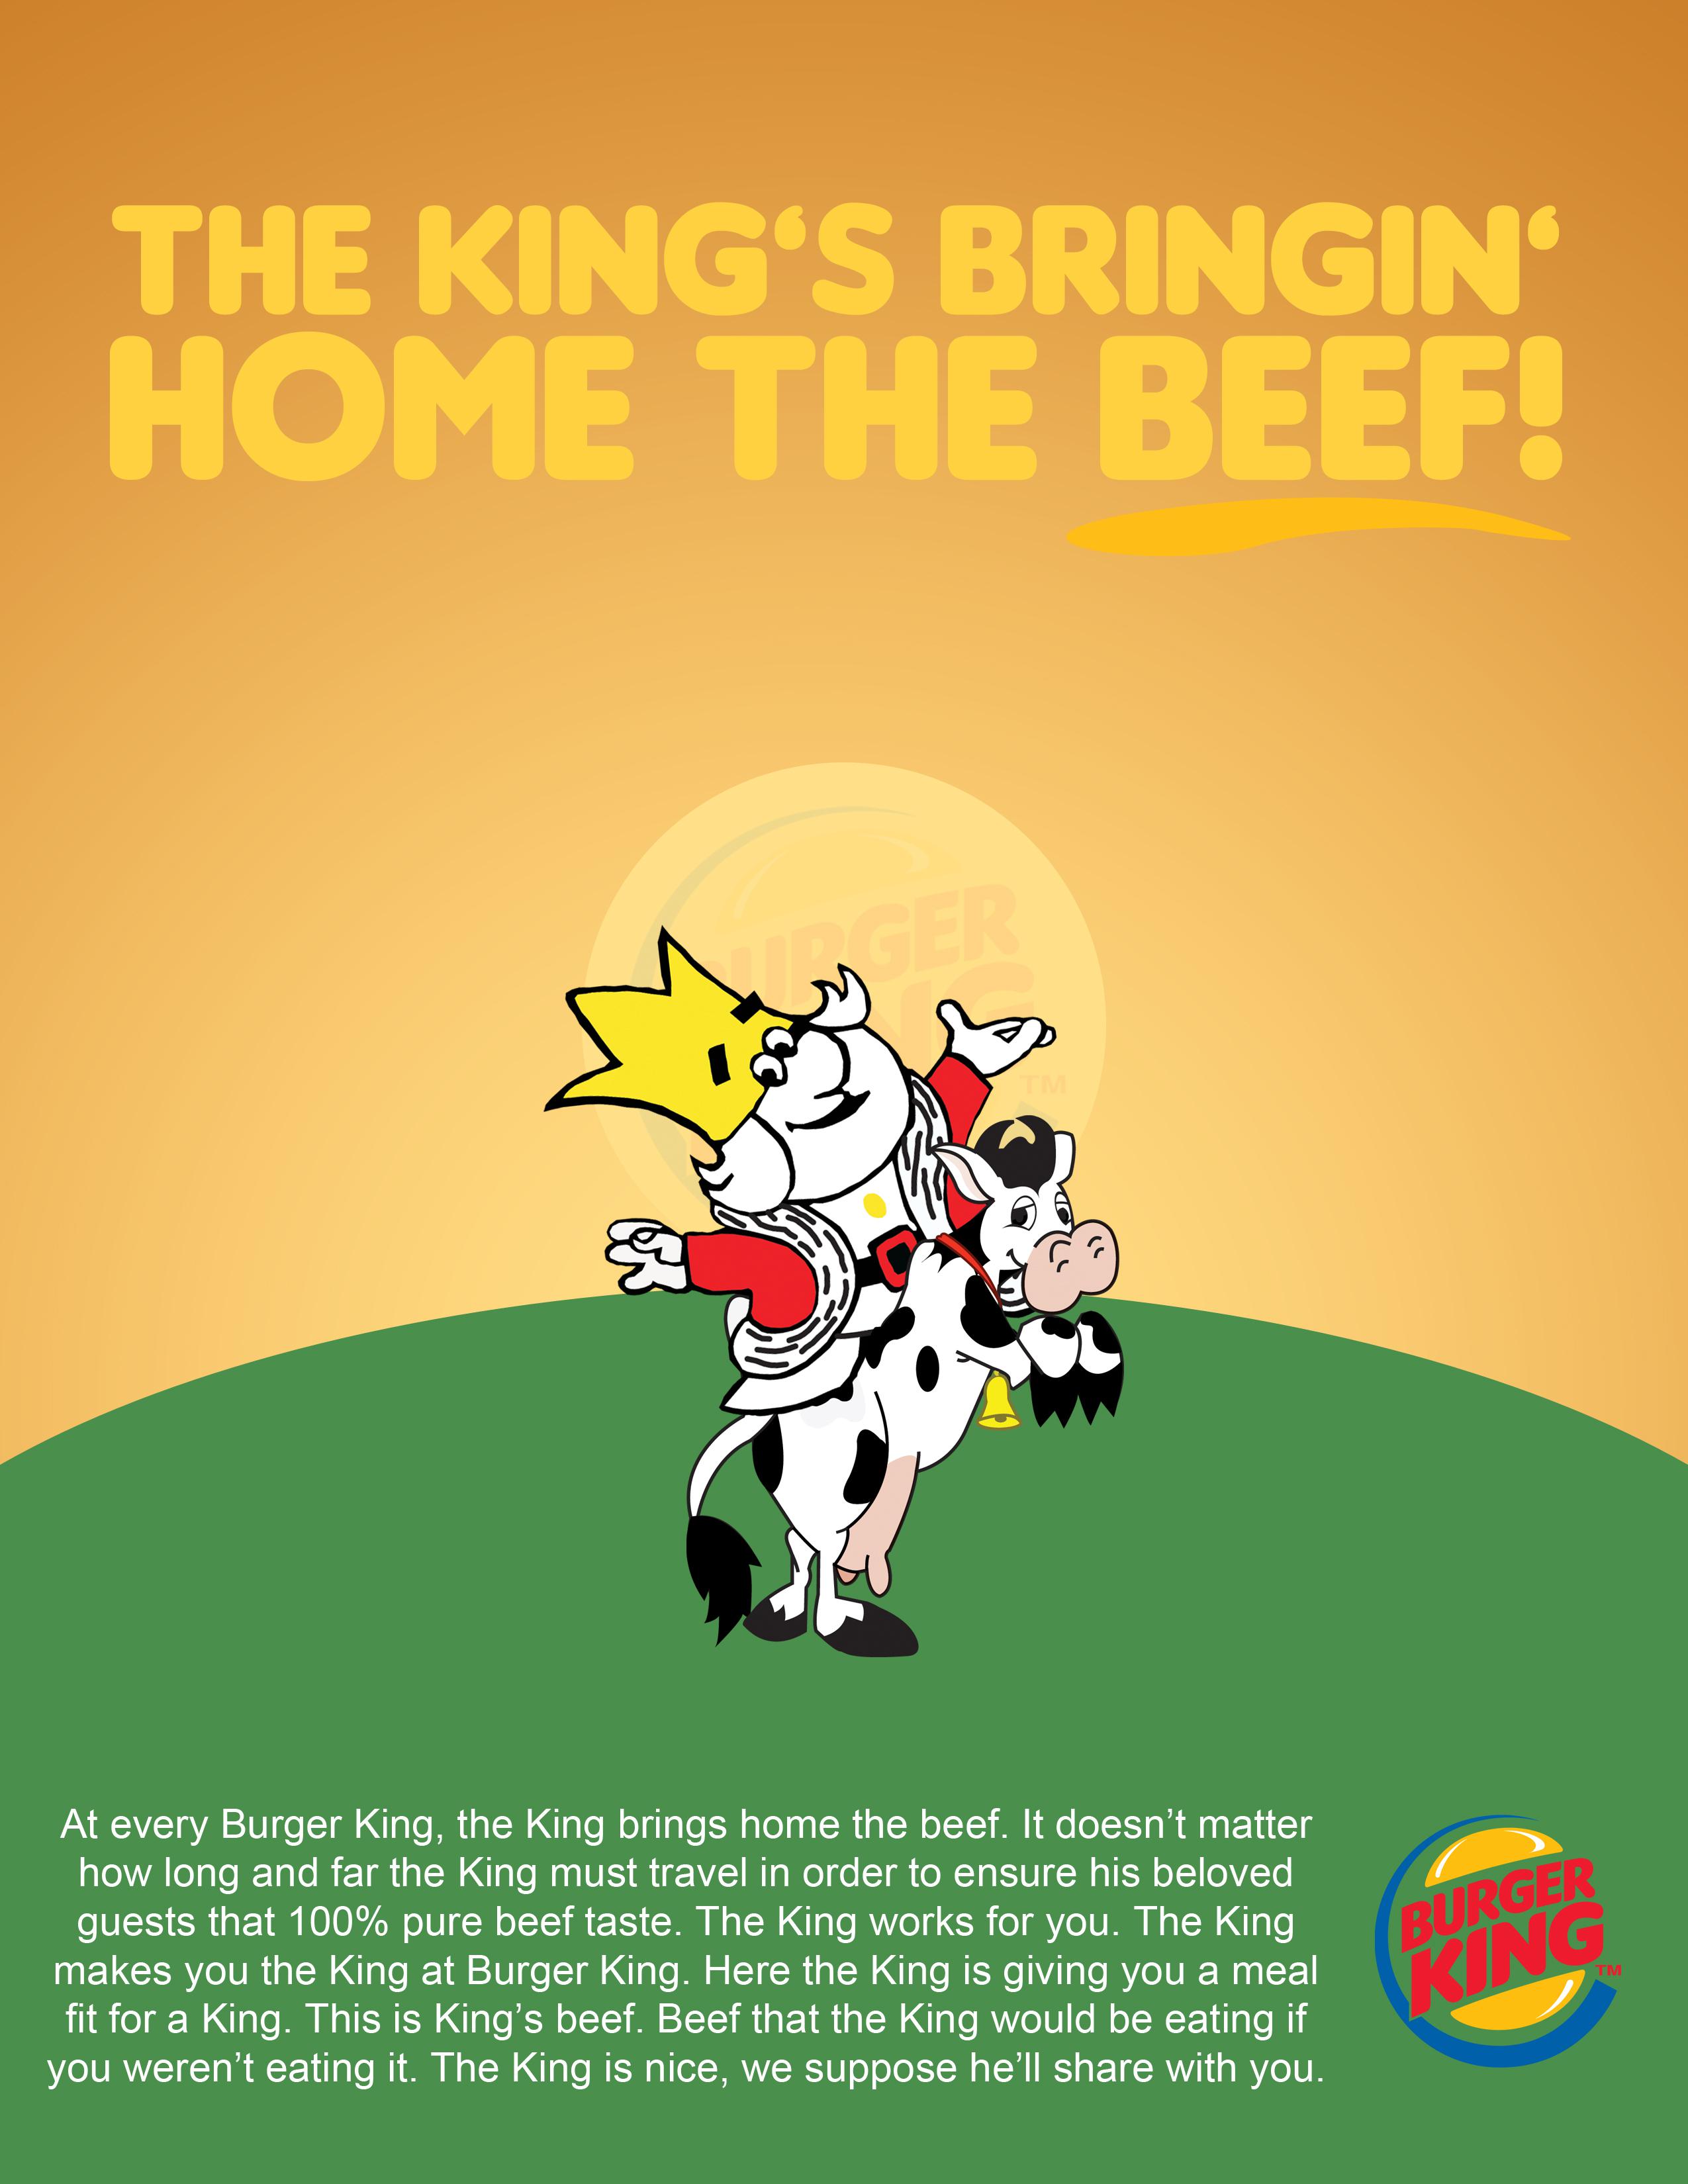 THE KING‘S BRINGIN‘
HOME THE BEEF!
BURGER
KING
TM
At every Burger King, the King brings home the beef. It doesn’t matter
how long and far the King must travel in order to ensure his beloved
guests that 100% pure beef taste. The King works for you. The King
makes you the King at Burger King. Here the King is giving you a meal
fit for a King. This is King’s beef. Beef that the King would be eating if
you weren’t eating it. The King is nice, we suppose he’ll share with you.
BURGER
KING
TM